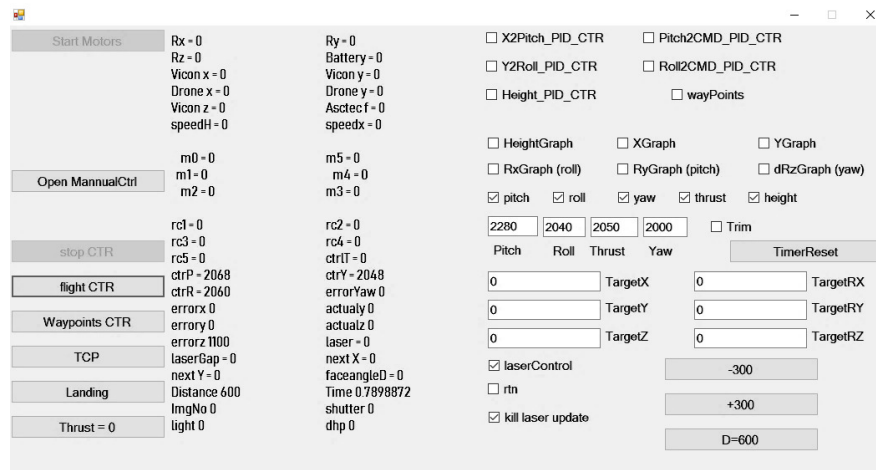 Start Motors
Rx = 0 Ry = 0
Rz = 0 Battery = 0
Vicon x = 0 Vicon y = 0
Drone x = 0 Drone y = 0
Vicon z = 0 Asctec f = 0
speedH = 0 speedx = 0
m0 = 0 m5 = 0
m1 = 0 m4 = 0
m2 = 0 m3 = 0
Open MannualCtrl
rc1 = 0 rc2 = 0
rc3 = 0 rc4 = 0
rc5 = 0 ctrlT = 0
ctrP = 2068 ctrY = 2048
ctrR = 2060 errorYaw 0
errorx 0 actualy 0
errory 0 actualz 0
errorz 1100 laser = 0
laserGap = 0 next X = 0
next Y = 0 faceangleD = 0
Distance 600 Time 0.7898872
ImgNo 0 shutter 0
light 0 dhp 0
stop CTR
flight CTR
Waypoints CTR
TCP
Landing
Thrust = 0
X2Pitch_PID_CTR Pitch2CMD_PID_CTR
Y2Roll_PID_CTR Roll2CMD_PID_CTR
Height_PID_CTR wayPoints
HeightGraph XGraph YGraph
RxGraph (roll) RyGraph (pitch) dRzGraph (yaw)
pitch roll yaw thrust height
2280 2040 2050 2000 Trim
Pitch Roll Thrust Yaw TimerReset
0 TargetX 0 TargetRX
0 TargetY 0 TargetRY
0 TargetZ 0 TargetRZ
laserControl -300
rtn
+300
kill laser update
D=600